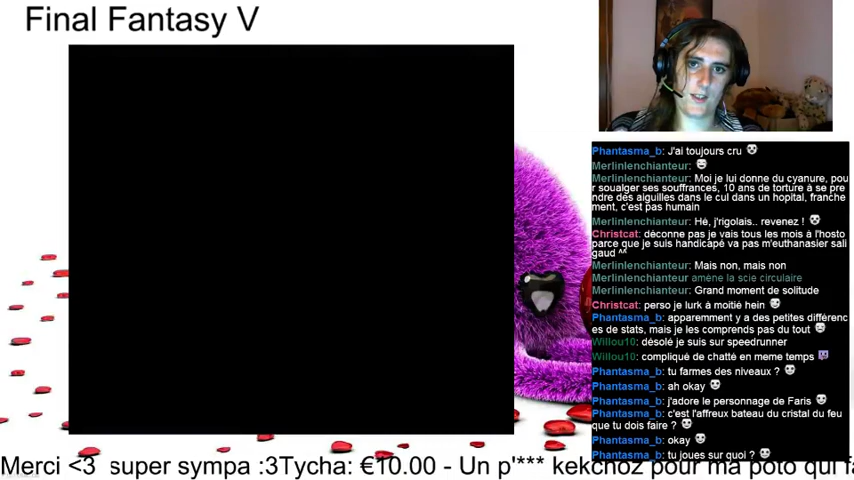 Final Fantasy V
Phantasma_b: J'ai toujours cru
Merlinlenchianteur:
Merlinlenchianteur: Moi je lui donne du cyanure, pou
r soualger ses souffrances, 10 ans de torture à se pre
ndre des aiguilles dans le cul dans un hopital, franche
ment, c'est pas humain
Merlinlenchianteur: Hé, j'rigolais.. revenez !
Christcat: déconne pas je vais tous les mois à l'hosto
parce que je suis handicapé va pas m'euthanasier sali
gaud ^^
Merlinlenchianteur: Mais non, mais non
Merlinlenchianteur amène la scie circulaire
Merlinlenchianteur: Grand moment de solitude
Christcat: perso je lurk à moitié hein
Phantasma_b: apparemment y a des petites différenc
es de stats, mais je les comprends pas du tout
Willou10: désolé je suis sur speedrunner
Willou10: compliqué de chatté en meme temps
Phantasma_b: tu farmes des niveaux ?
Phantasma_b: ah okay
Phantasma_b: j'adore le personnage de Faris
Phantasma_b: c'est l'affreux bateau du cristal du feu
que tu dois faire ?
Phantasma_b: okay
Phantasma_b: tu joues sur quoi ?
Merci <3 super sympa :3Tycha: €10.00 - Un p'*** kekchoz pour ma poto qui fa